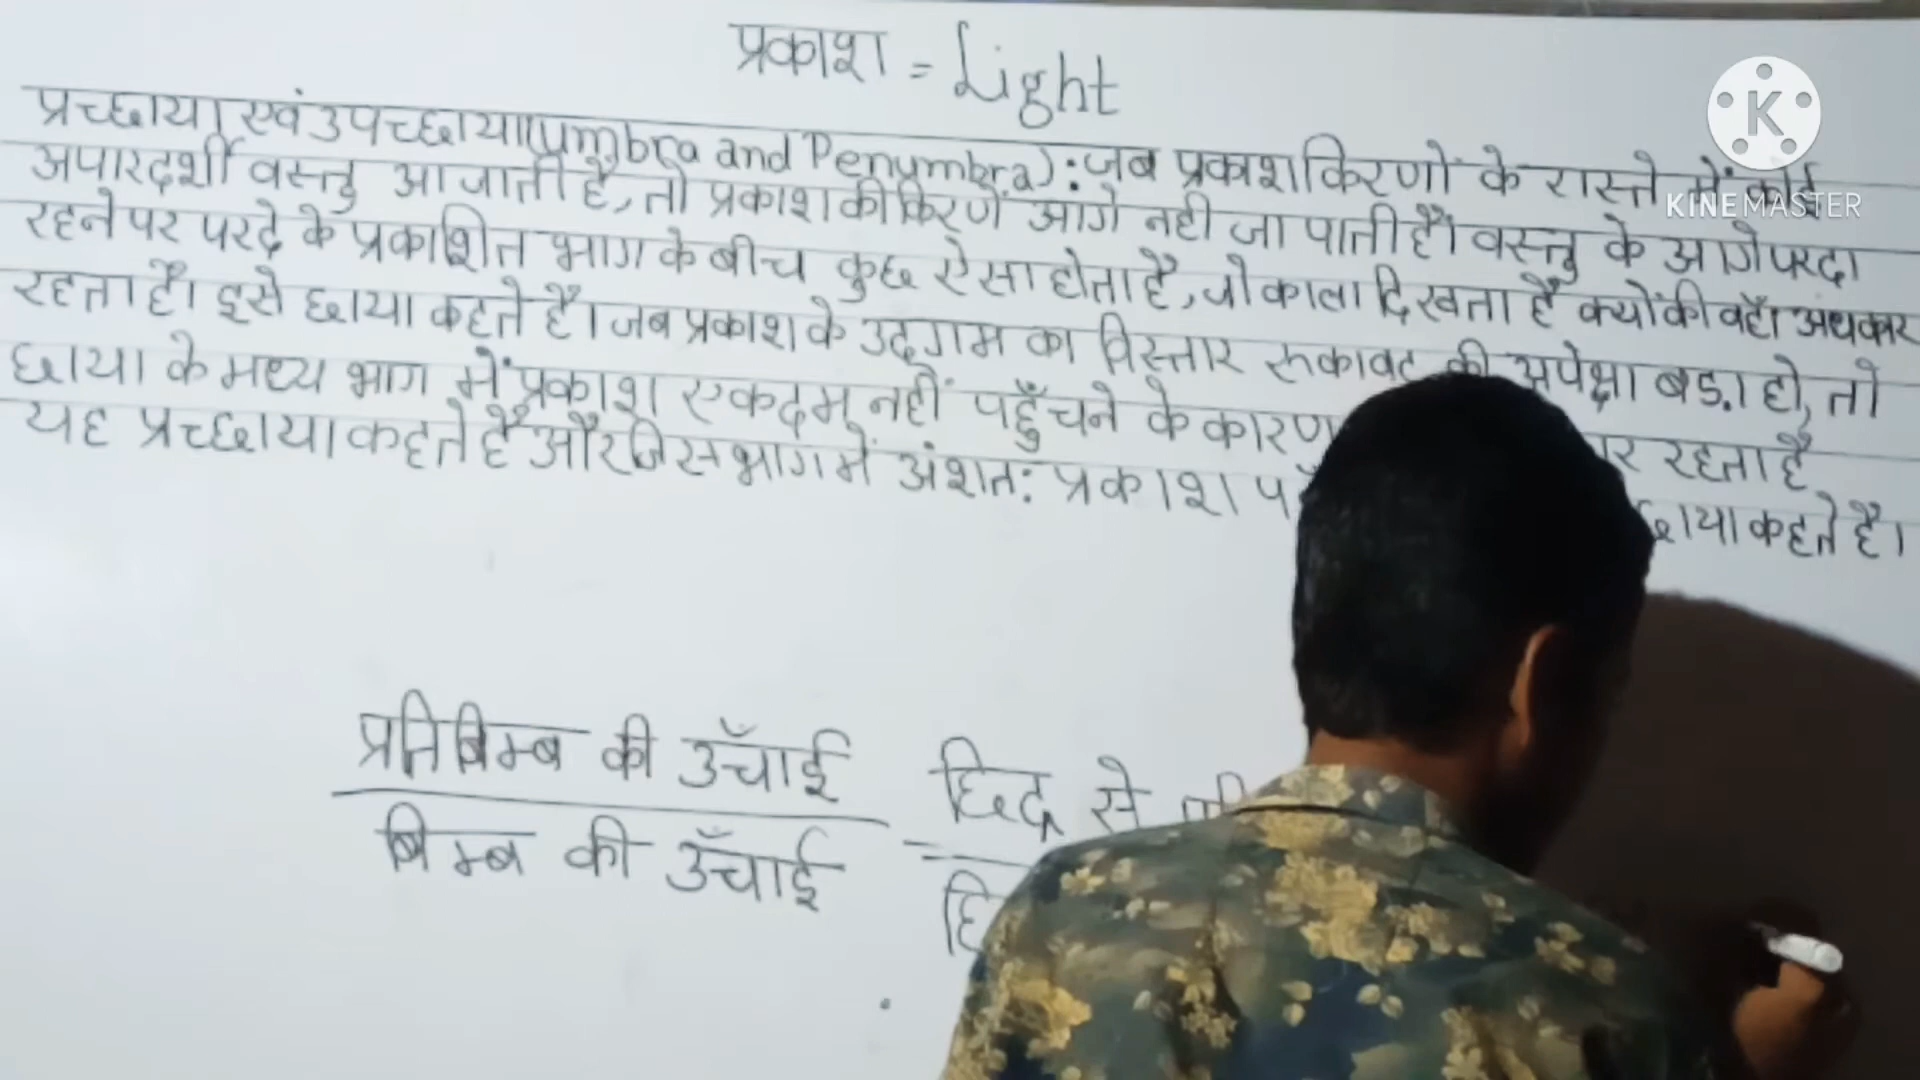 प्रकाश = Light
प्रच्छाया एवं उपच्छाया (Umbra and Penumbra): जब प्रकाश किरणों के रास्ते में कोई
अपारदर्शी वस्तु आ जाती है, तो प्रकाश की किरणें आगे नही जा पाती है। वस्तु के आगे परदा
रहने पर परदे के प्रकाशित भाग के बीच कुछ ऐसा होता है, जो काला दिखता है क्योंकी वहाँ अंधकार
रहता है। इसे छाया कहते है। जब प्रकाश के उदगम का विस्तार रूकावट की अपेक्षा बड़ा हो, तो
छाया के मध्य भाग में प्रकाश एकदम नहीं पहुँचने के कारण रहता है
यह प्रच्छाया कहते है और जिस भाग में अंशत: प्रकाश कहते है।
प्रतिबिम्ब की उँचाई
बिम्ब की उँचाई
=
छिद्र से
K
KINEMASTER